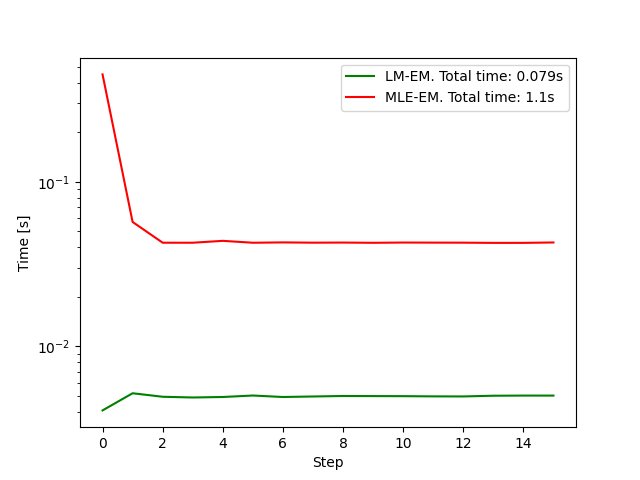 LM-EM. Total time: 0.079s
MLE-EM. Total time: 1.1s
Time [s]
10⁻¹
10⁻²
0 2 4 6 8 10 12 14
Step